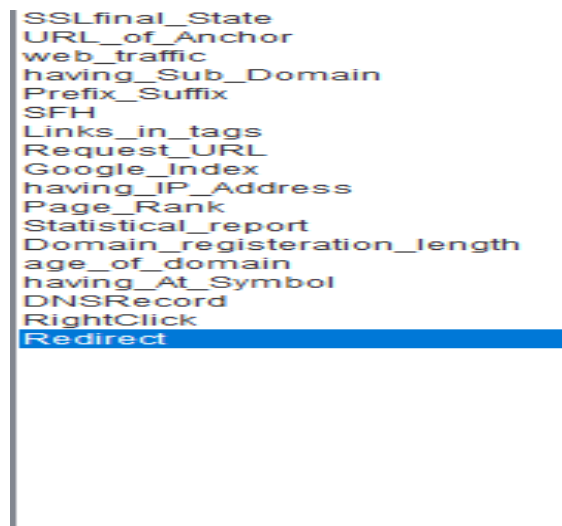 SSLfinal_State
URL_of_Anchor
web_traffic
having_Sub_Domain
Prefix_Suffix
SFH
Links_in_tags
Request_URL
Google_Index
having_IP_Address
Page_Rank
Statistical_report
Domain_registeration_length
age_of_domain
having_At_Symbol
DNSRecord
RightClick
Redirect